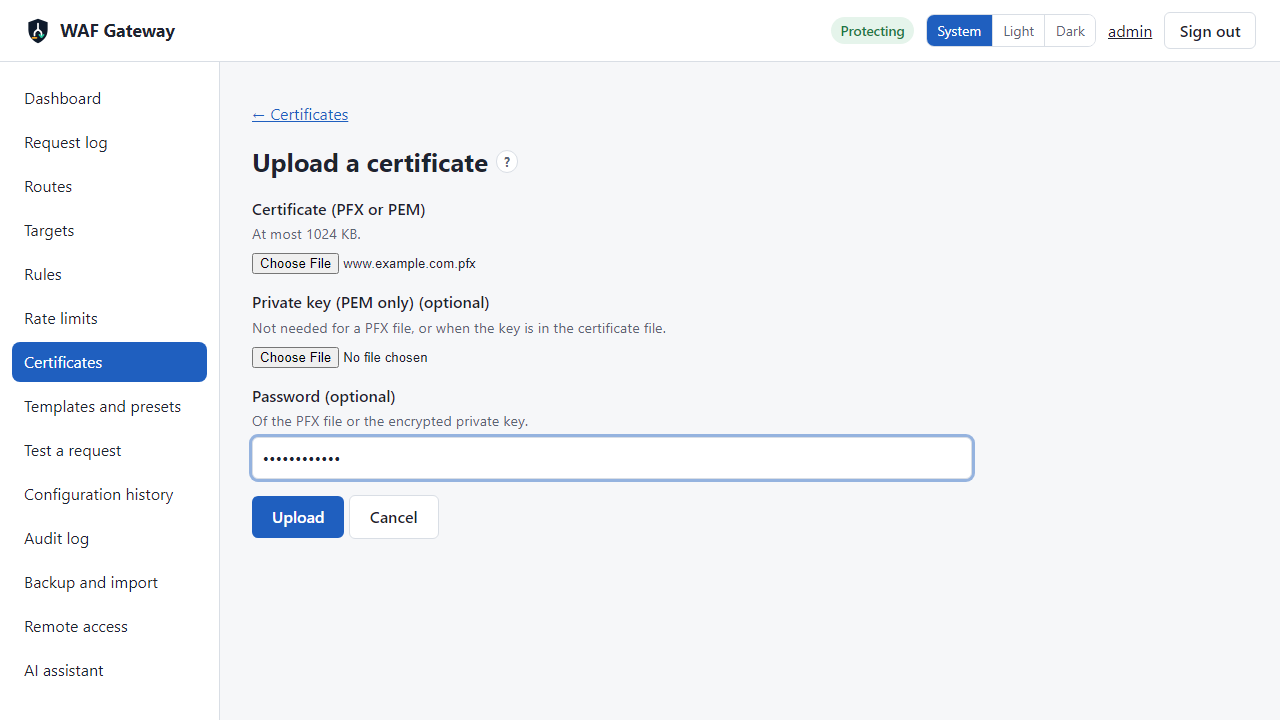 WAF Gateway
Protecting
System Light Dark
admin
Sign out
Dashboard
Request log
Routes
Targets
Rules
Rate limits
Certificates
Templates and presets
Test a request
Configuration history
Audit log
Backup and import
Remote access
AI assistant
← Certificates
Upload a certificate ?
Certificate (PFX or PEM)
At most 1024 KB.
Choose File www.example.com.pfx
Private key (PEM only) (optional)
Not needed for a PFX file, or when the key is in the certificate file.
Choose File No file chosen
Password (optional)
Of the PFX file or the encrypted private key.
••••••••••••
Upload Cancel